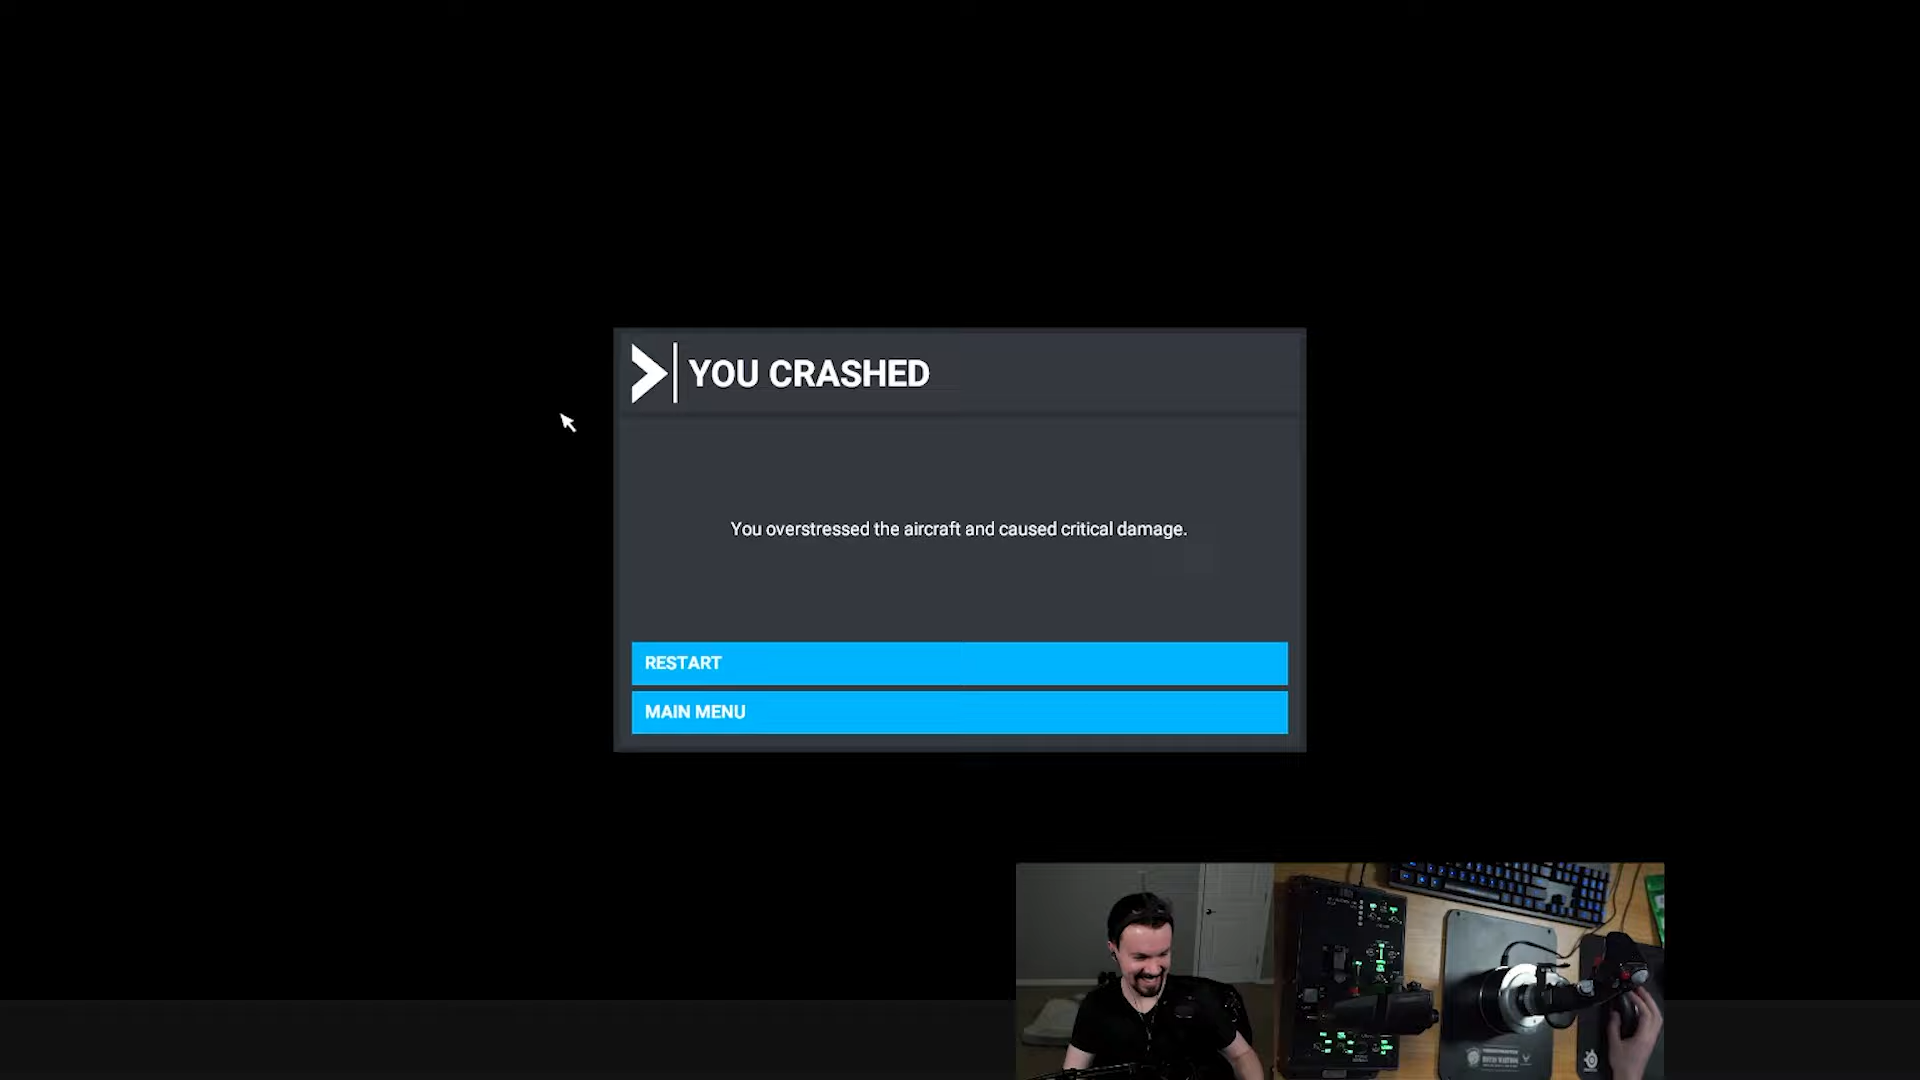 YOU CRASHED
You overstressed the aircraft and caused critical damage.
RESTART
MAIN MENU